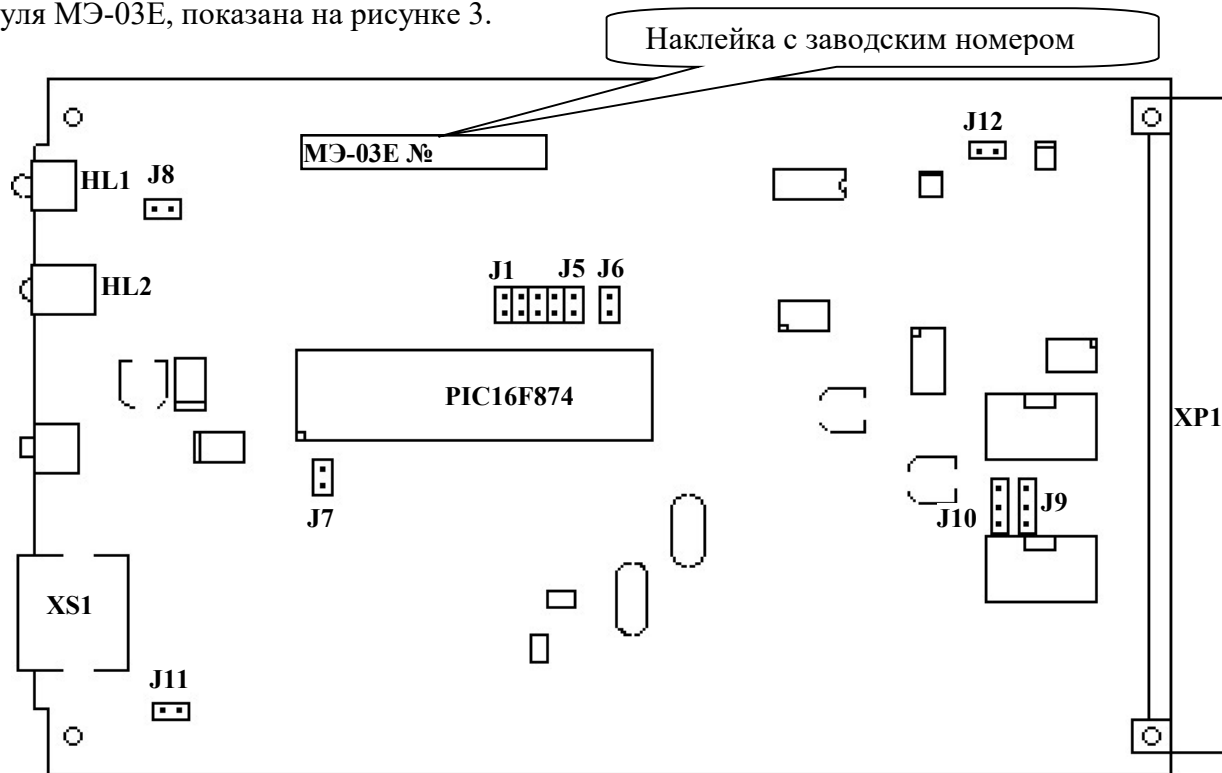 уля МЭ-03Е, показана на рисунке 3.
Наклейка с заводским номером
J12
МЭ-03Е №
HL1 J8
J1 J5 J6
HL2
PIC16F874
XP1
J7
J10 J9
XS1
J11